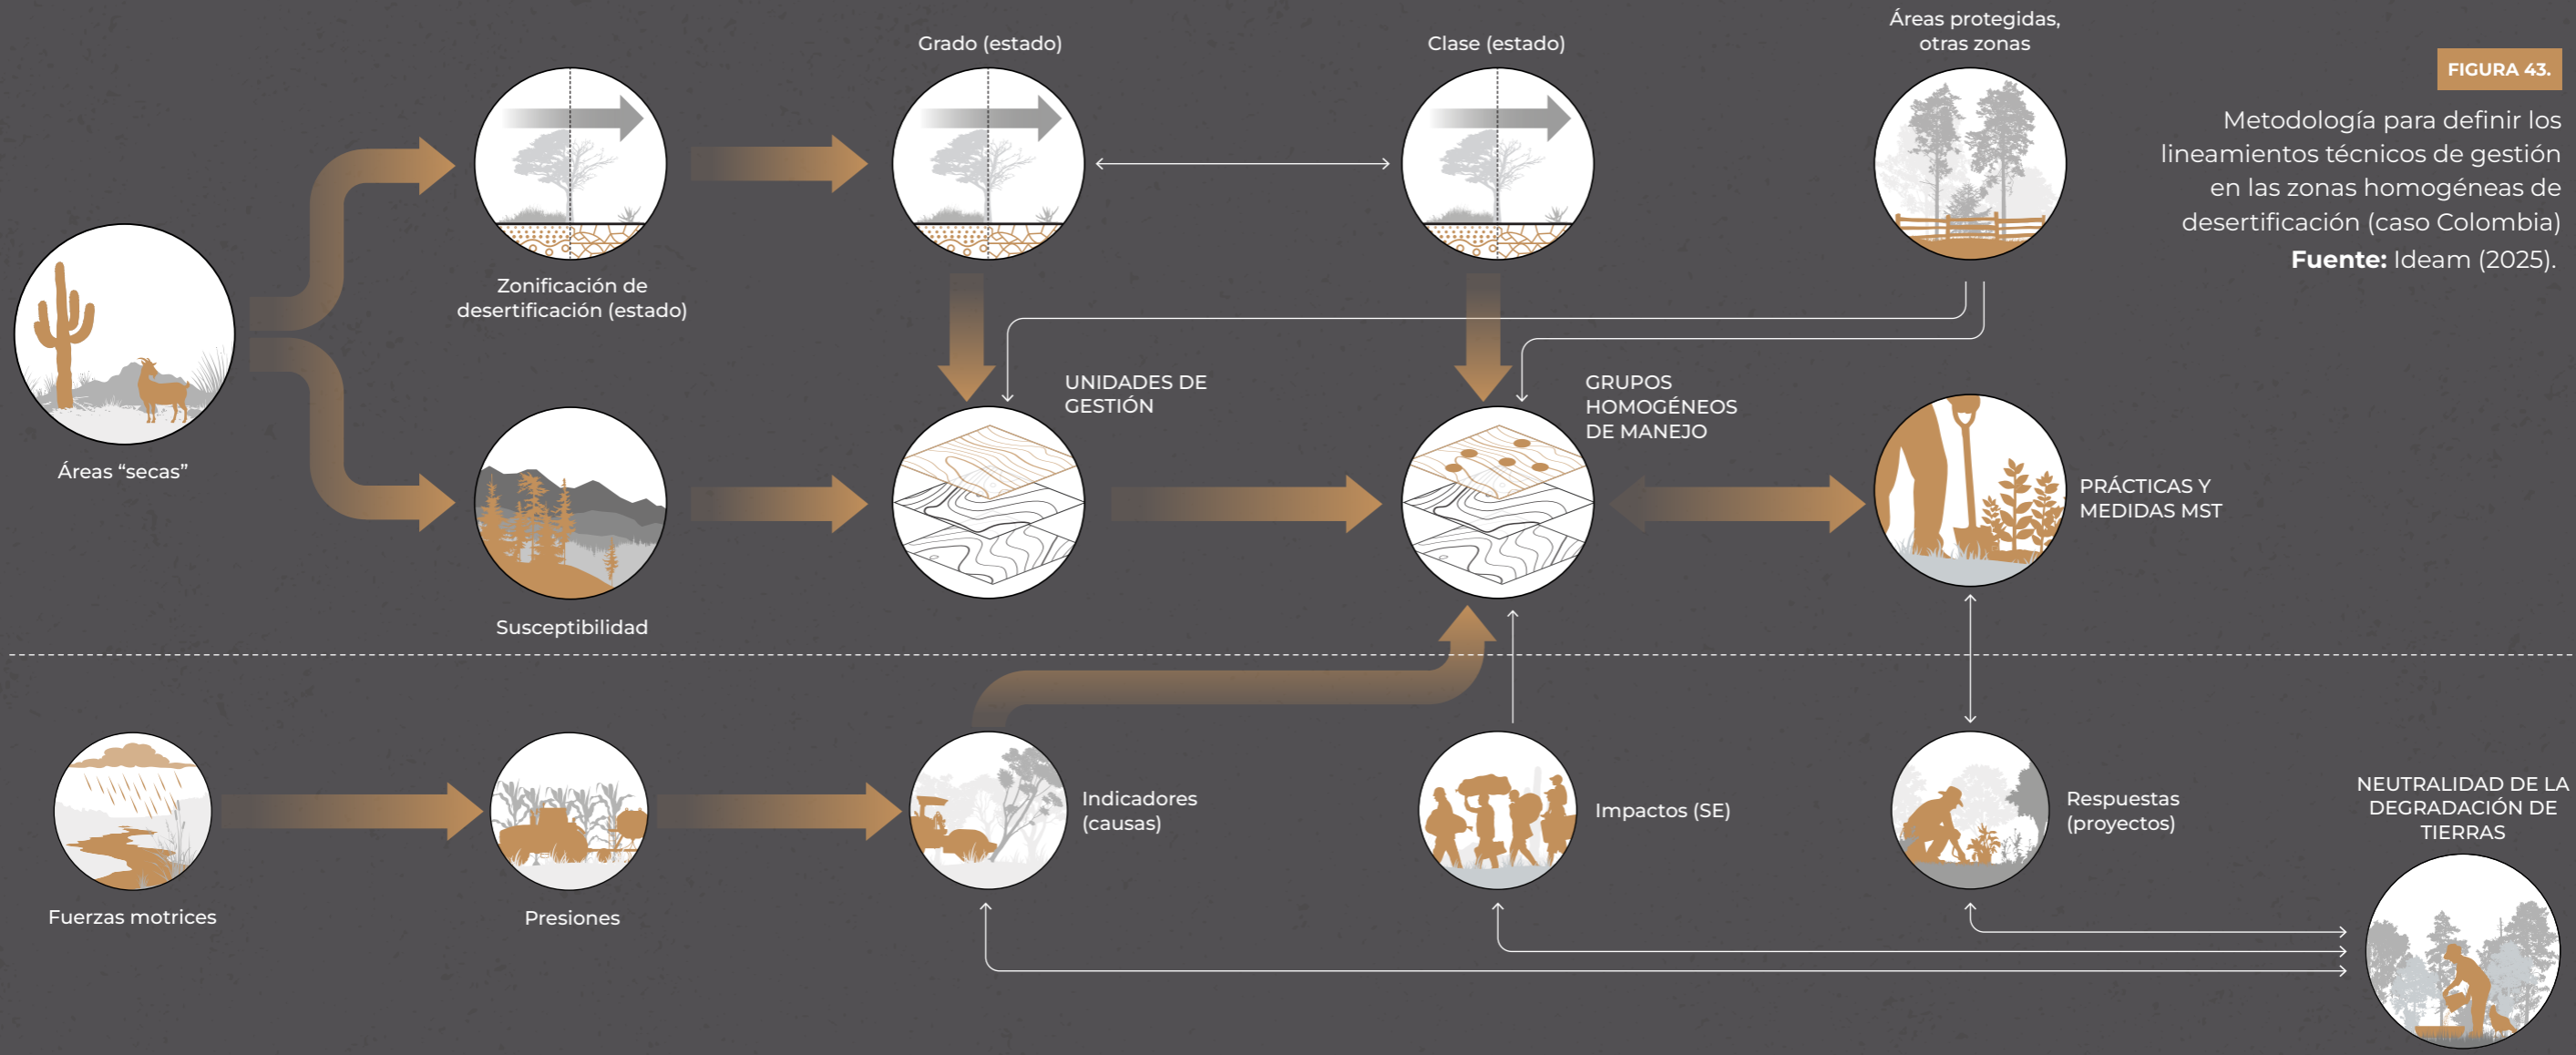 Grado (estado)
Clase (estado)
Áreas protegidas,
otras zonas
FIGURA 43.
Metodología para definir los
lineamientos técnicos de gestión
en las zonas homogéneas de
desertificación (caso Colombia)
Fuente: Ideam (2025).
Zonificación de
desertificación (estado)
Áreas “secas”
UNIDADES DE
GESTIÓN
GRUPOS
HOMOGÉNEOS
DE MANEJO
PRÁCTICAS Y
MEDIDAS MST
Susceptibilidad
Fuerzas motrices
Presiones
Indicadores
(causas)
Impactos (SE)
Respuestas
(proyectos)
NEUTRALIDAD DE LA
DEGRADACIÓN DE
TIERRAS